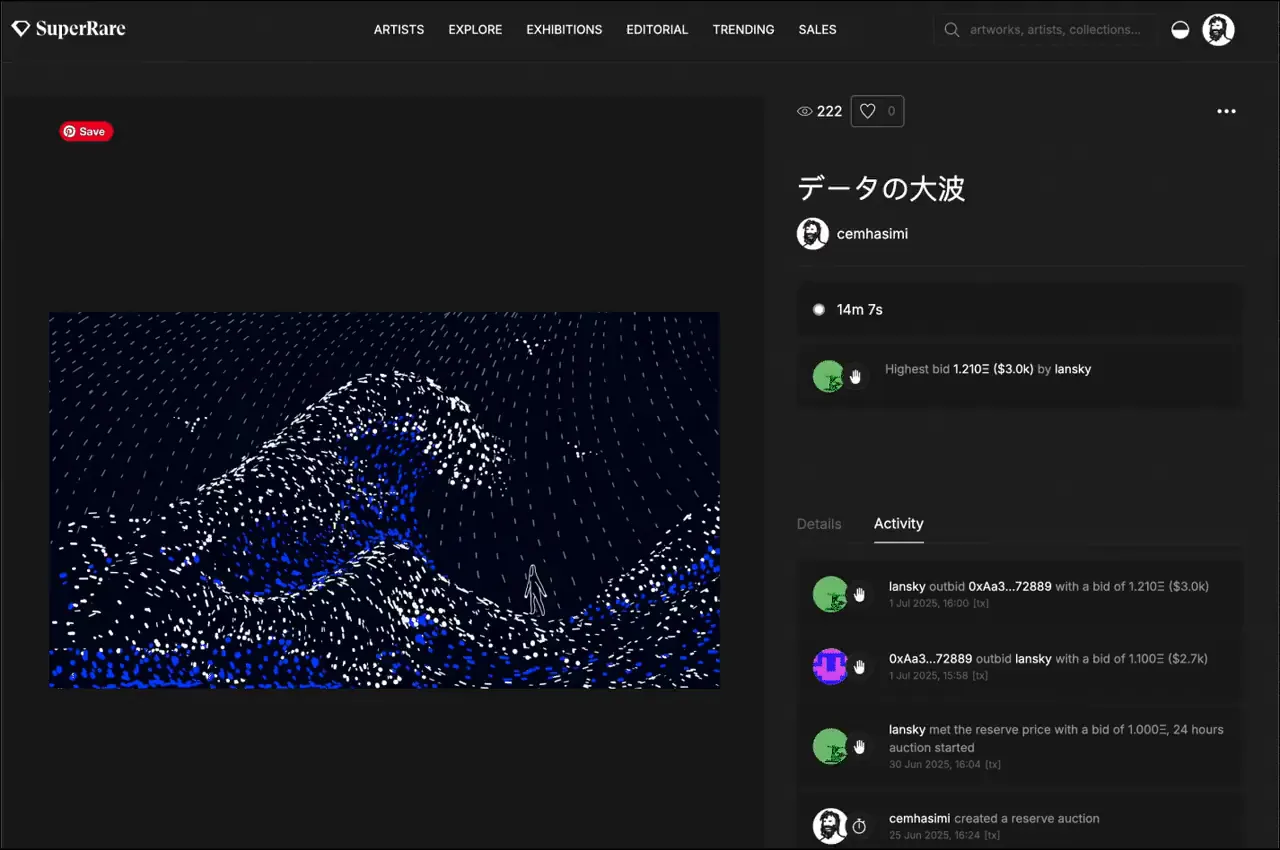 SuperRare
ARTISTS EXPLORE EXHIBITIONS EDITORIAL TRENDING SALES
artworks, artists, collections...
Save
222
0
データの大波
cemhasimi
14m 7s
Highest bid 1.210Ξ ($3.0k) by lansky
Details Activity
lansky outbid 0xAa3...72889 with a bid of 1.210Ξ ($3.0k)
1 Jul 2025, 16:00 [tx]
0xAa3...72889 outbid lansky with a bid of 1.100Ξ ($2.7k)
1 Jul 2025, 15:58 [tx]
lansky met the reserve price with a bid of 1.000Ξ, 24 hours
auction started
30 Jun 2025, 16:04 [tx]
cemhasimi created a reserve auction
25 Jun 2025, 16:24 [tx]